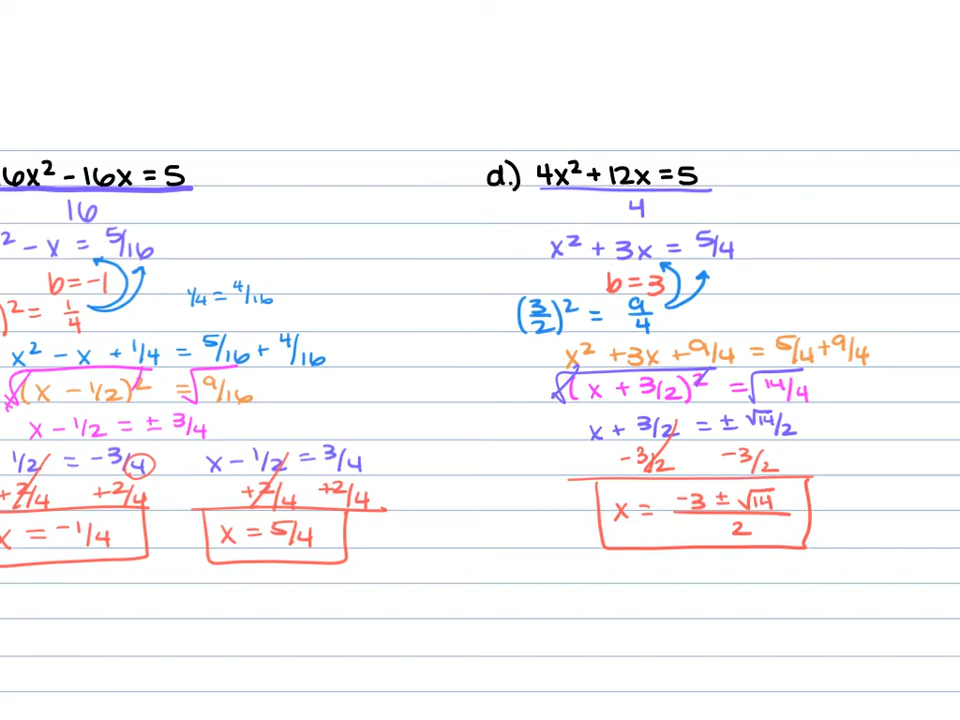 6x² - 16x = 5
16
² - x = 5/16
b = -1
)² = 1/4
1/4 = 4/16
x² - x + 1/4 = 5/16 + 4/16
√(x - 1/2)² = √9/16
x - 1/2 = ± 3/4
1/2 = -3/4
+2/4 +2/4
x = -1/4
x - 1/2 = 3/4
+2/4 +2/4
x = 5/4
d.) 4x² + 12x = 5
4
x² + 3x = 5/4
b = 3
(3/2)² = 9/4
x² + 3x + 9/4 = 5/4 + 9/4
√(x + 3/2)² = √14/4
x + 3/2 = ± √14/2
-3/2 -3/2
x = -3 ± √14
2